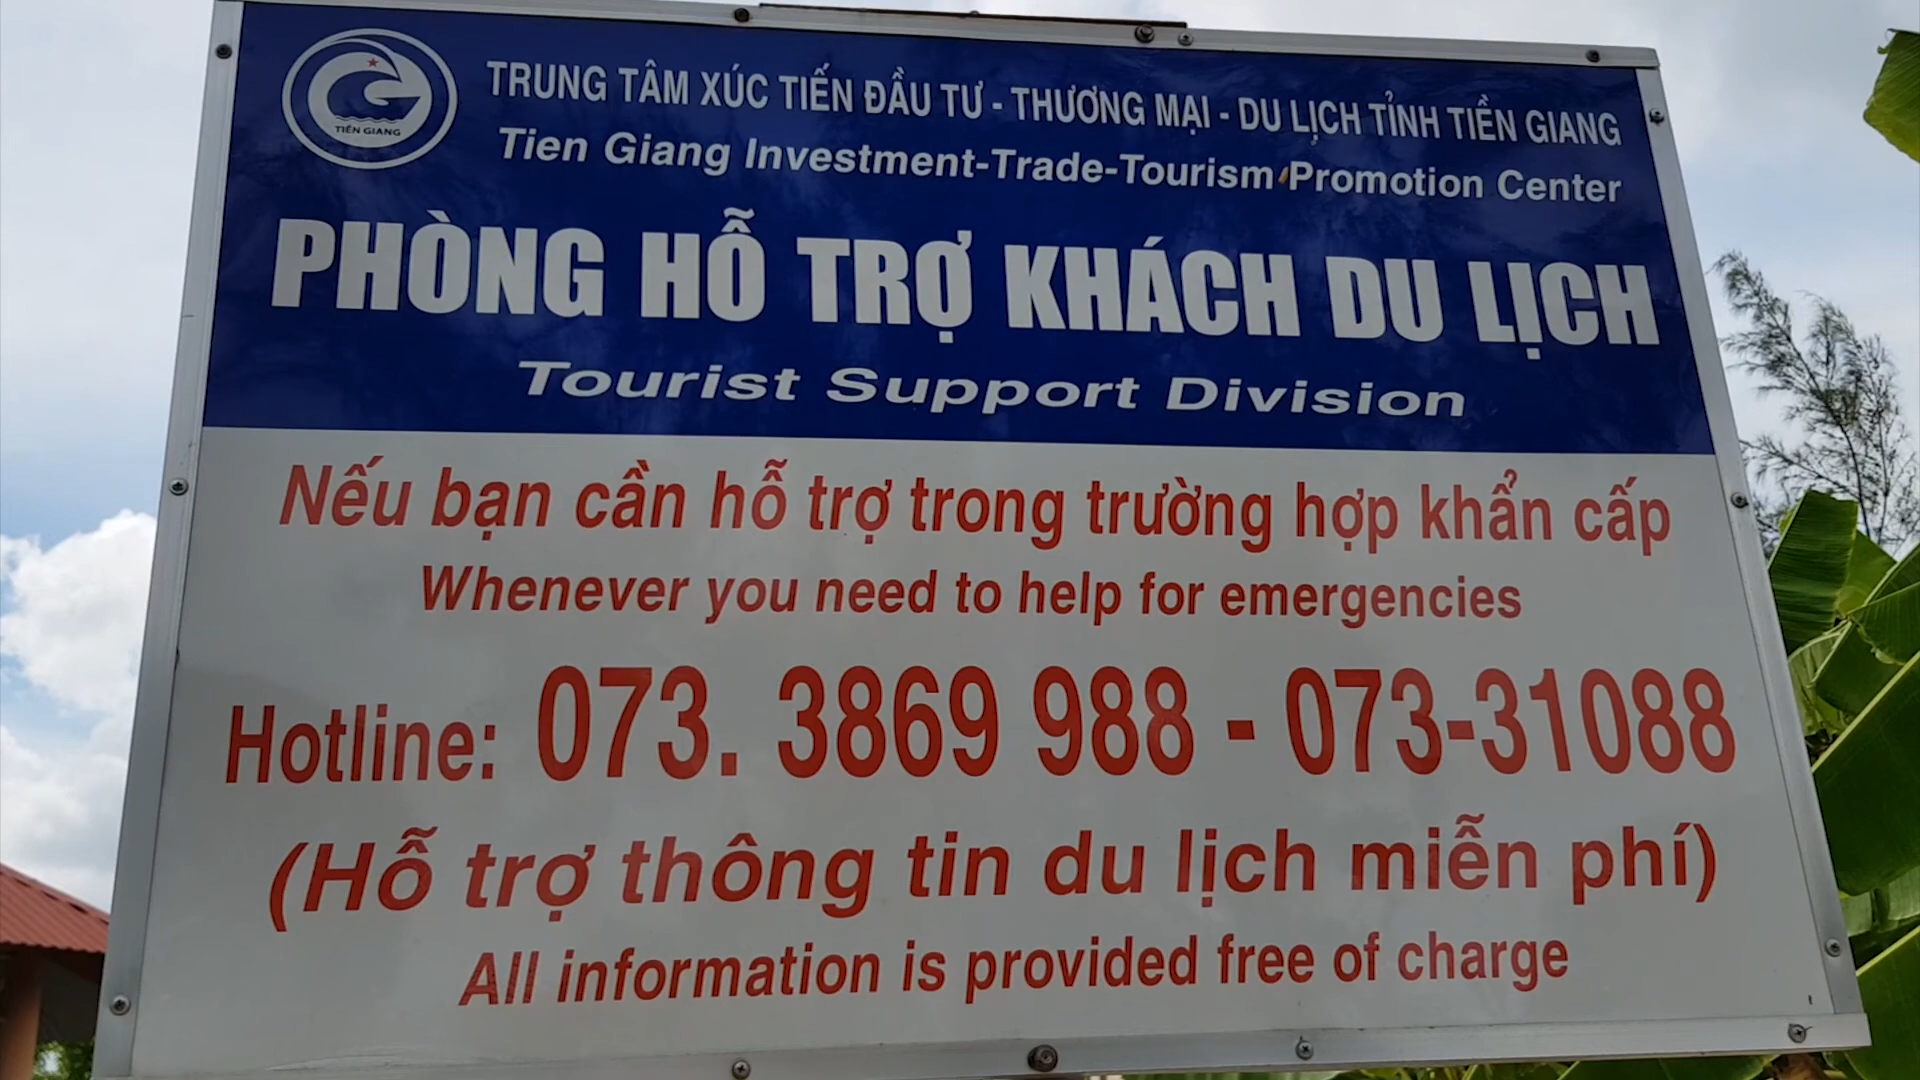 TIỀN GIANG
TRUNG TÂM XÚC TIẾN ĐẦU TƯ - THƯƠNG MẠI - DU LỊCH TỈNH TIỀN GIANG
Tien Giang Investment-Trade-Tourism Promotion Center
PHÒNG HỖ TRỢ KHÁCH DU LỊCH
Tourist Support Division
Nếu bạn cần hỗ trợ trong trường hợp khẩn cấp
Whenever you need to help for emergencies
Hotline: 073. 3869 988 - 073-31088
(Hỗ trợ thông tin du lịch miễn phí)
All information is provided free of charge